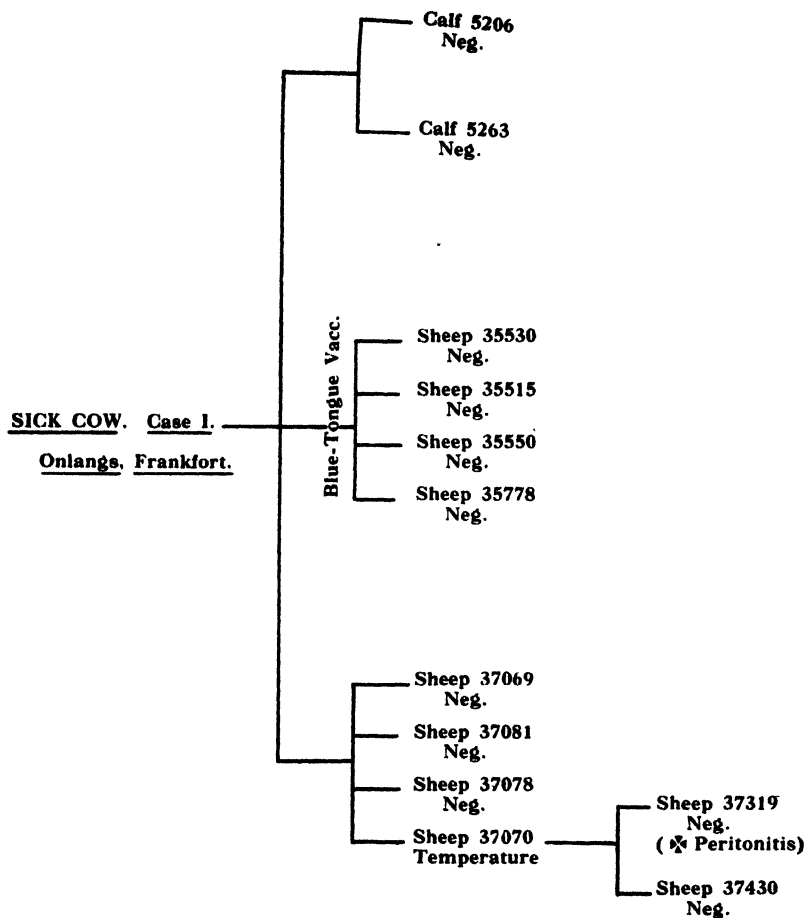 Calf 5206
Neg.
Calf 5263
Neg.
Blue-Tongue Vacc.
Sheep 35530
Neg.
Sheep 35515
Neg.
Sheep 35550
Neg.
Sheep 35778
Neg.
SICK COW. Case 1.
Onlangs, Frankfort.
Sheep 37069
Neg.
Sheep 37081
Neg.
Sheep 37078
Neg.
Sheep 37070
Temperature
Sheep 37319
Neg.
(✠ Peritonitis)
Sheep 37430
Neg.